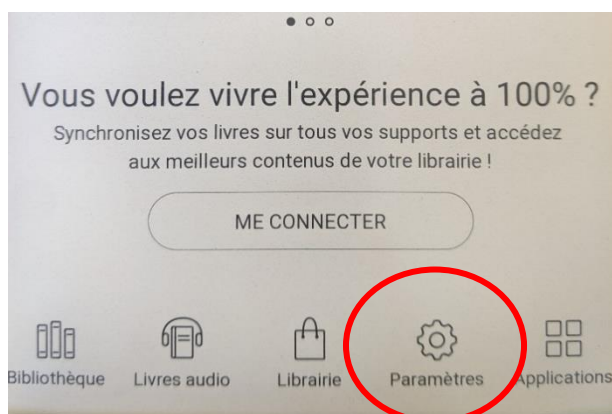 Vous voulez vivre l'expérience à 100% ?
Synchronisez vos livres sur tous vos supports et accédez
aux meilleurs contenus de votre librairie !
ME CONNECTER
Bibliothèque Livres audio Librairie Paramètres Applications